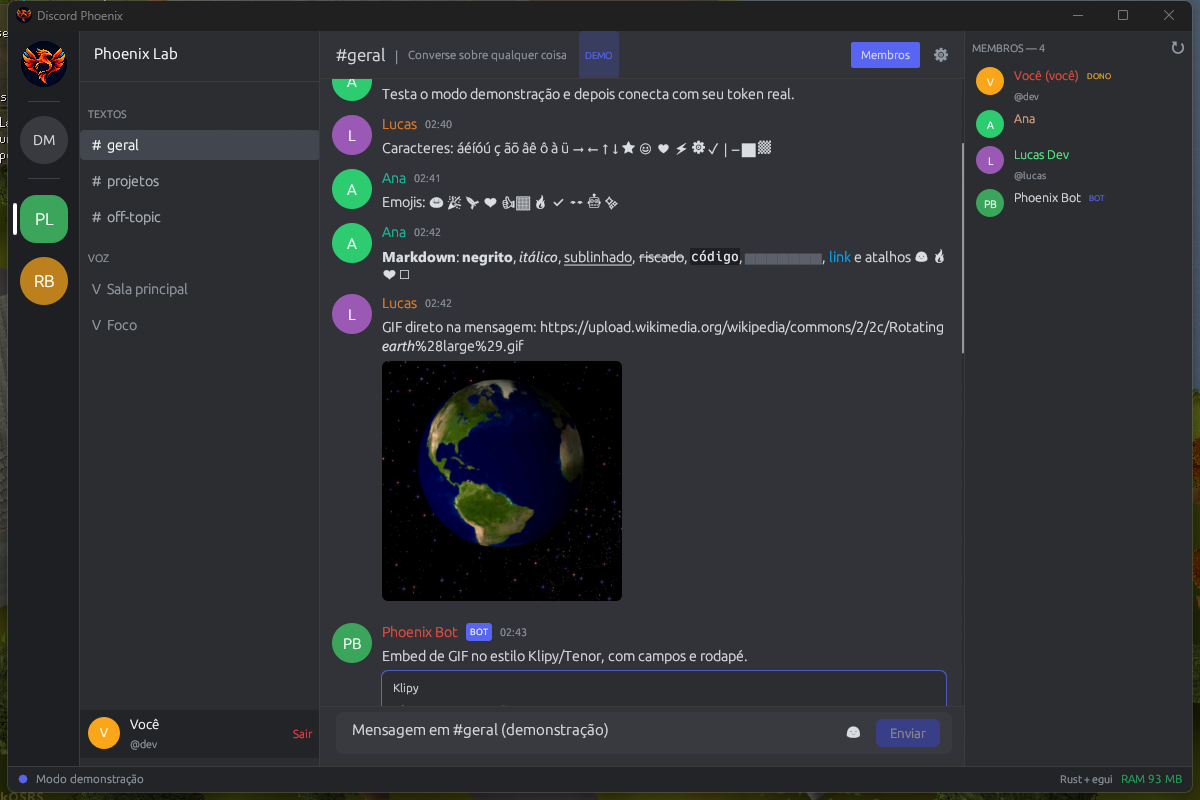 Discord Phoenix
Phoenix Lab
DM
PL
RB
TEXTOS
# geral
# projetos
# off-topic
VOZ
V Sala principal
V Foco
V
Você
@dev
Sair
#geral | Converse sobre qualquer coisa DEMO
Membros
A
Testa o modo demonstração e depois conecta com seu token real.
L
Lucas 02:40
Caracteres: áéíóú ç ãõ âê ô à ü → ← ↑ ↓ ★ ☺ ♥ ⚡ ⚙ ✓ | — ■ ▒
A
Ana 02:41
Emojis:
A
Ana 02:42
Markdown: negrito, itálico, sublinhado, riscado, código, , link e atalhos
L
Lucas 02:42
GIF direto na mensagem: https://upload.wikimedia.org/wikipedia/commons/2/2c/Rotating
earth%28large%29.gif
PB
Phoenix Bot BOT 02:43
Embed de GIF no estilo Klipy/Tenor, com campos e rodapé.
Klipy
Mensagem em #geral (demonstração)
Enviar
MEMBROS — 4
V
Você (você) DONO
@dev
A
Ana
L
Lucas Dev
@lucas
PB
Phoenix Bot BOT
Modo demonstração
Rust + egui RAM 93 MB